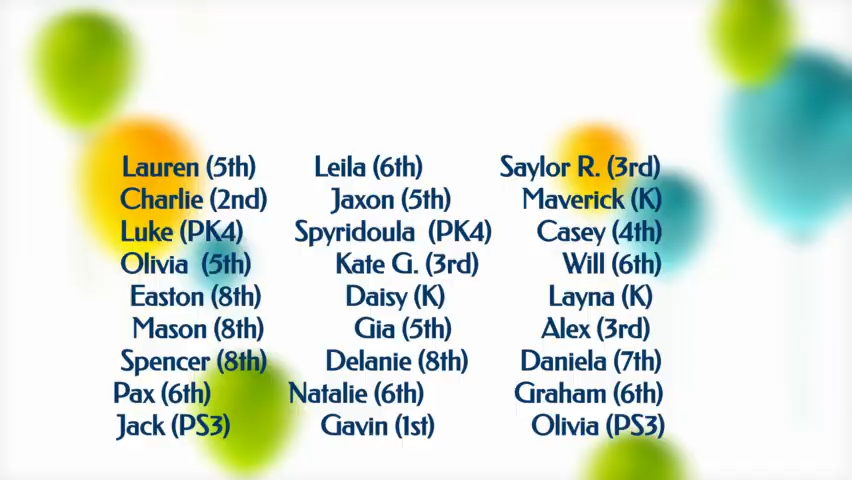 Lauren (5th) Leila (6th) Saylor R. (3rd)
Charlie (2nd) Jaxon (5th) Maverick (K)
Luke (PK4) Spyridoula (PK4) Casey (4th)
Olivia (5th) Kate G. (3rd) Will (6th)
Easton (8th) Daisy (K) Layna (K)
Mason (8th) Gia (5th) Alex (3rd)
Spencer (8th) Delanie (8th) Daniela (7th)
Pax (6th) Natalie (6th) Graham (6th)
Jack (PS3) Gavin (1st) Olivia (PS3)